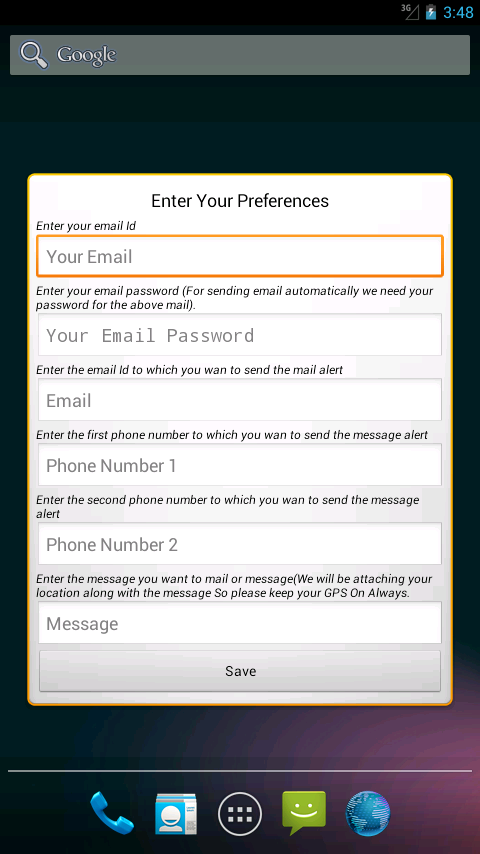 3G 3:48
Google
Enter Your Preferences
Enter your email Id
Your Email
Enter your email password (For sending email automatically we need your
password for the above mail).
Your Email Password
Enter the email Id to which you wan to send the mail alert
Email
Enter the first phone number to which you wan to send the message alert
Phone Number 1
Enter the second phone number to which you wan to send the message
alert
Phone Number 2
Enter the message you want to mail or message(We will be attaching your
location along with the message So please keep your GPS On Always.
Message
Save